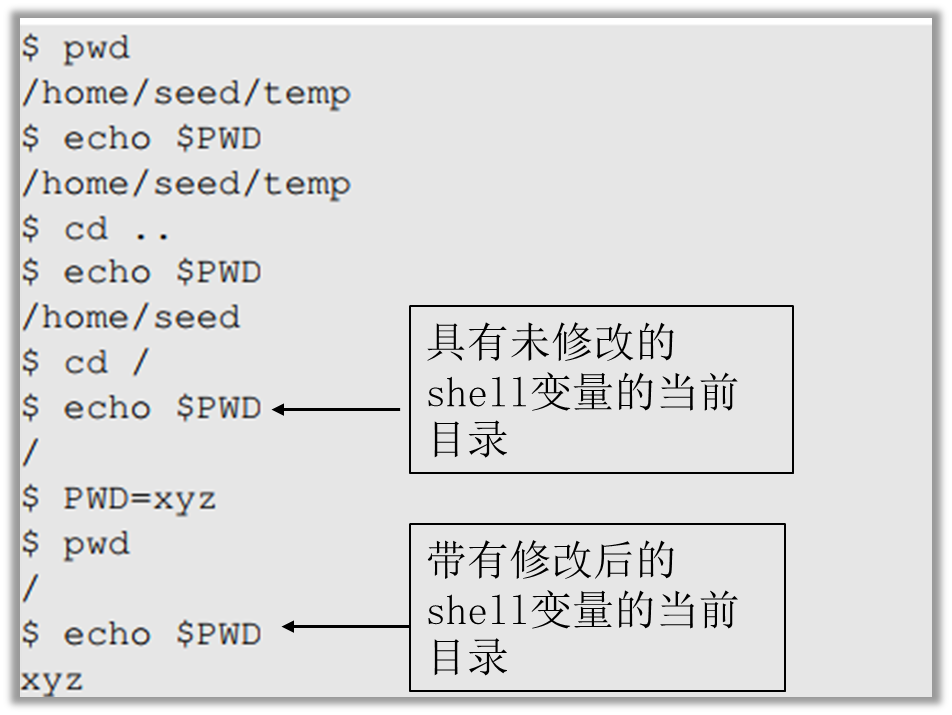 $ pwd
/home/seed/temp
$ echo $PWD
/home/seed/temp
$ cd ..
$ echo $PWD
/home/seed
$ cd /
$ echo $PWD
/
$ PWD=xyz
$ pwd
/
$ echo $PWD
xyz
具有未修改的
shell变量的当前
目录
带有修改后的
shell变量的当前
目录